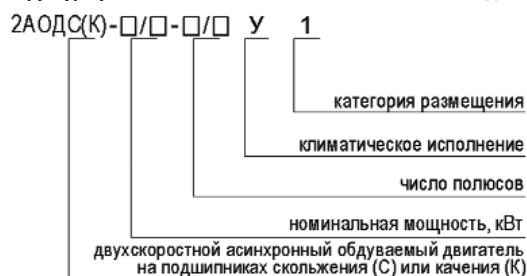 2АОДС(К)-□/□-□/□ У 1
категория размещения
климатическое исполнение
число полюсов
номинальная мощность, кВт
двухскоростной асинхронный обдуваемый двигатель
на подшипниках скольжения (С) или качения (К)